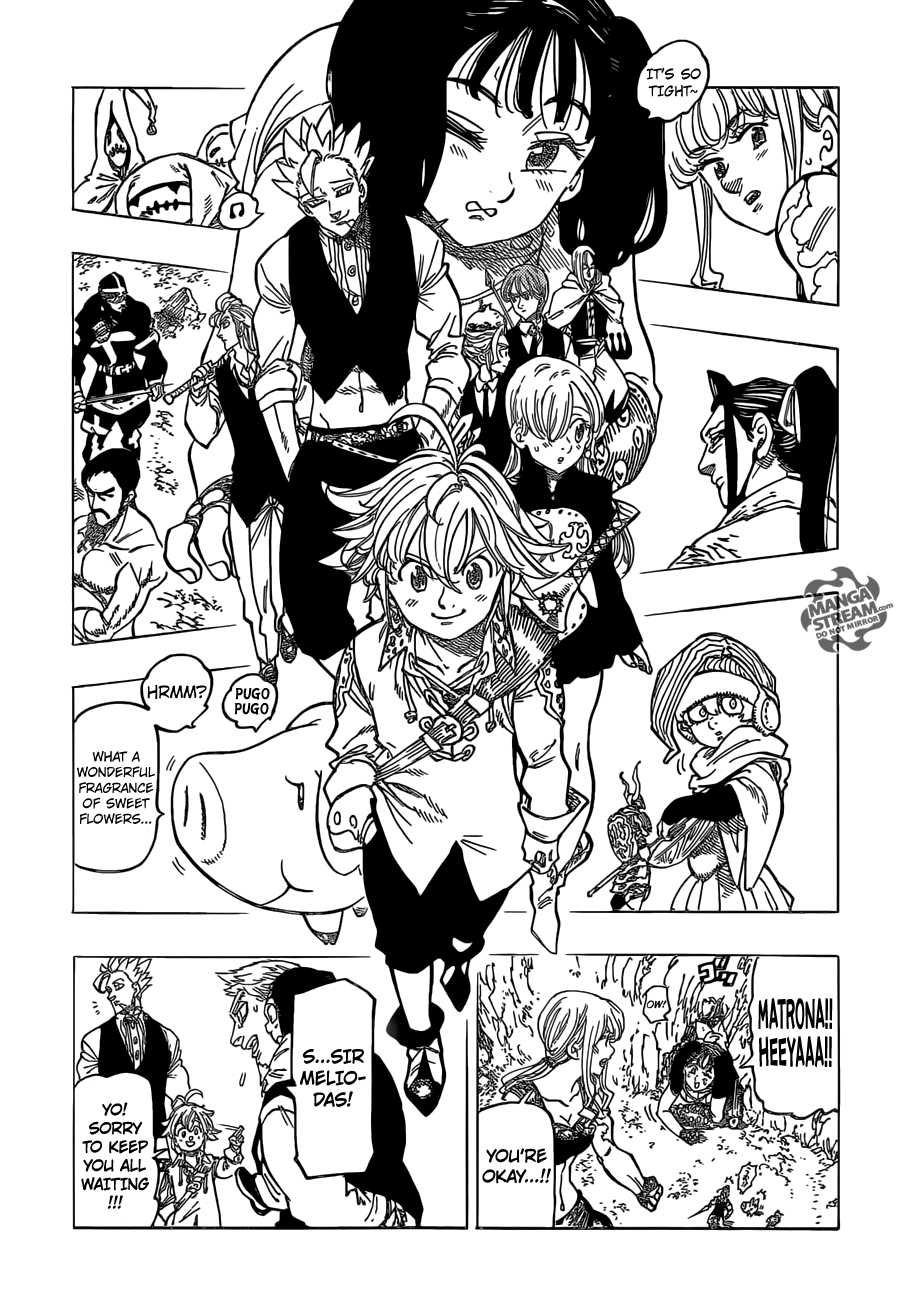 IT'S SO
TIGHT~
MANGA
STREAM.com
DO NOT MIRROR
HRMM?
PUGO
PUGO
WHAT A
WONDERFUL
FRAGRANCE
OF SWEET
FLOWERS...
S...SIR
MELIO-
DAS!
YO!
SORRY
TO KEEP
YOU ALL
WAITING
!!!
MATRONA!!
HEEYAAA!!
OW!
YOU'RE
OKAY...!!